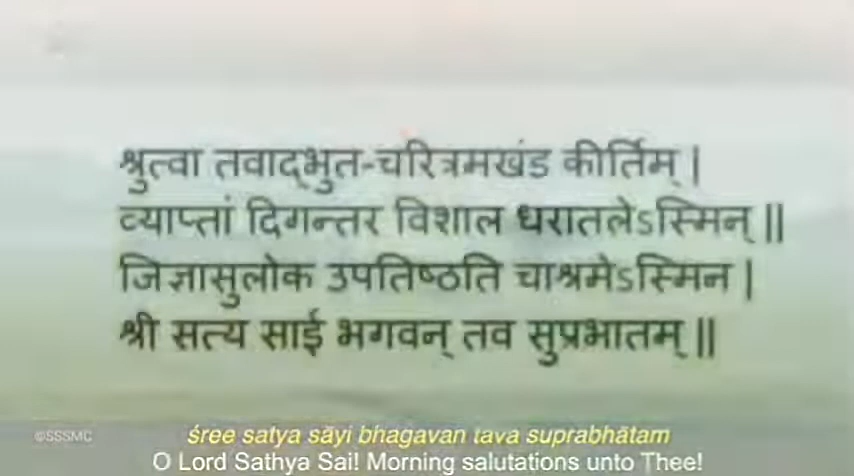 श्रुत्वा तवाद्‌भुत-चरित्रमखंड कीर्तिम् |
व्याप्तां दिगन्तर विशाल धरातलेऽस्मिन् ||
जिज्ञासुलोक उपतिष्ठति चाश्रमेऽस्मिन |
श्री सत्य साई भगवन् तव सुप्रभातम् ||
©SSSMC
śree satya sāyi bhagavan tava suprabhātam
O Lord Sathya Sai! Morning salutations unto Thee!